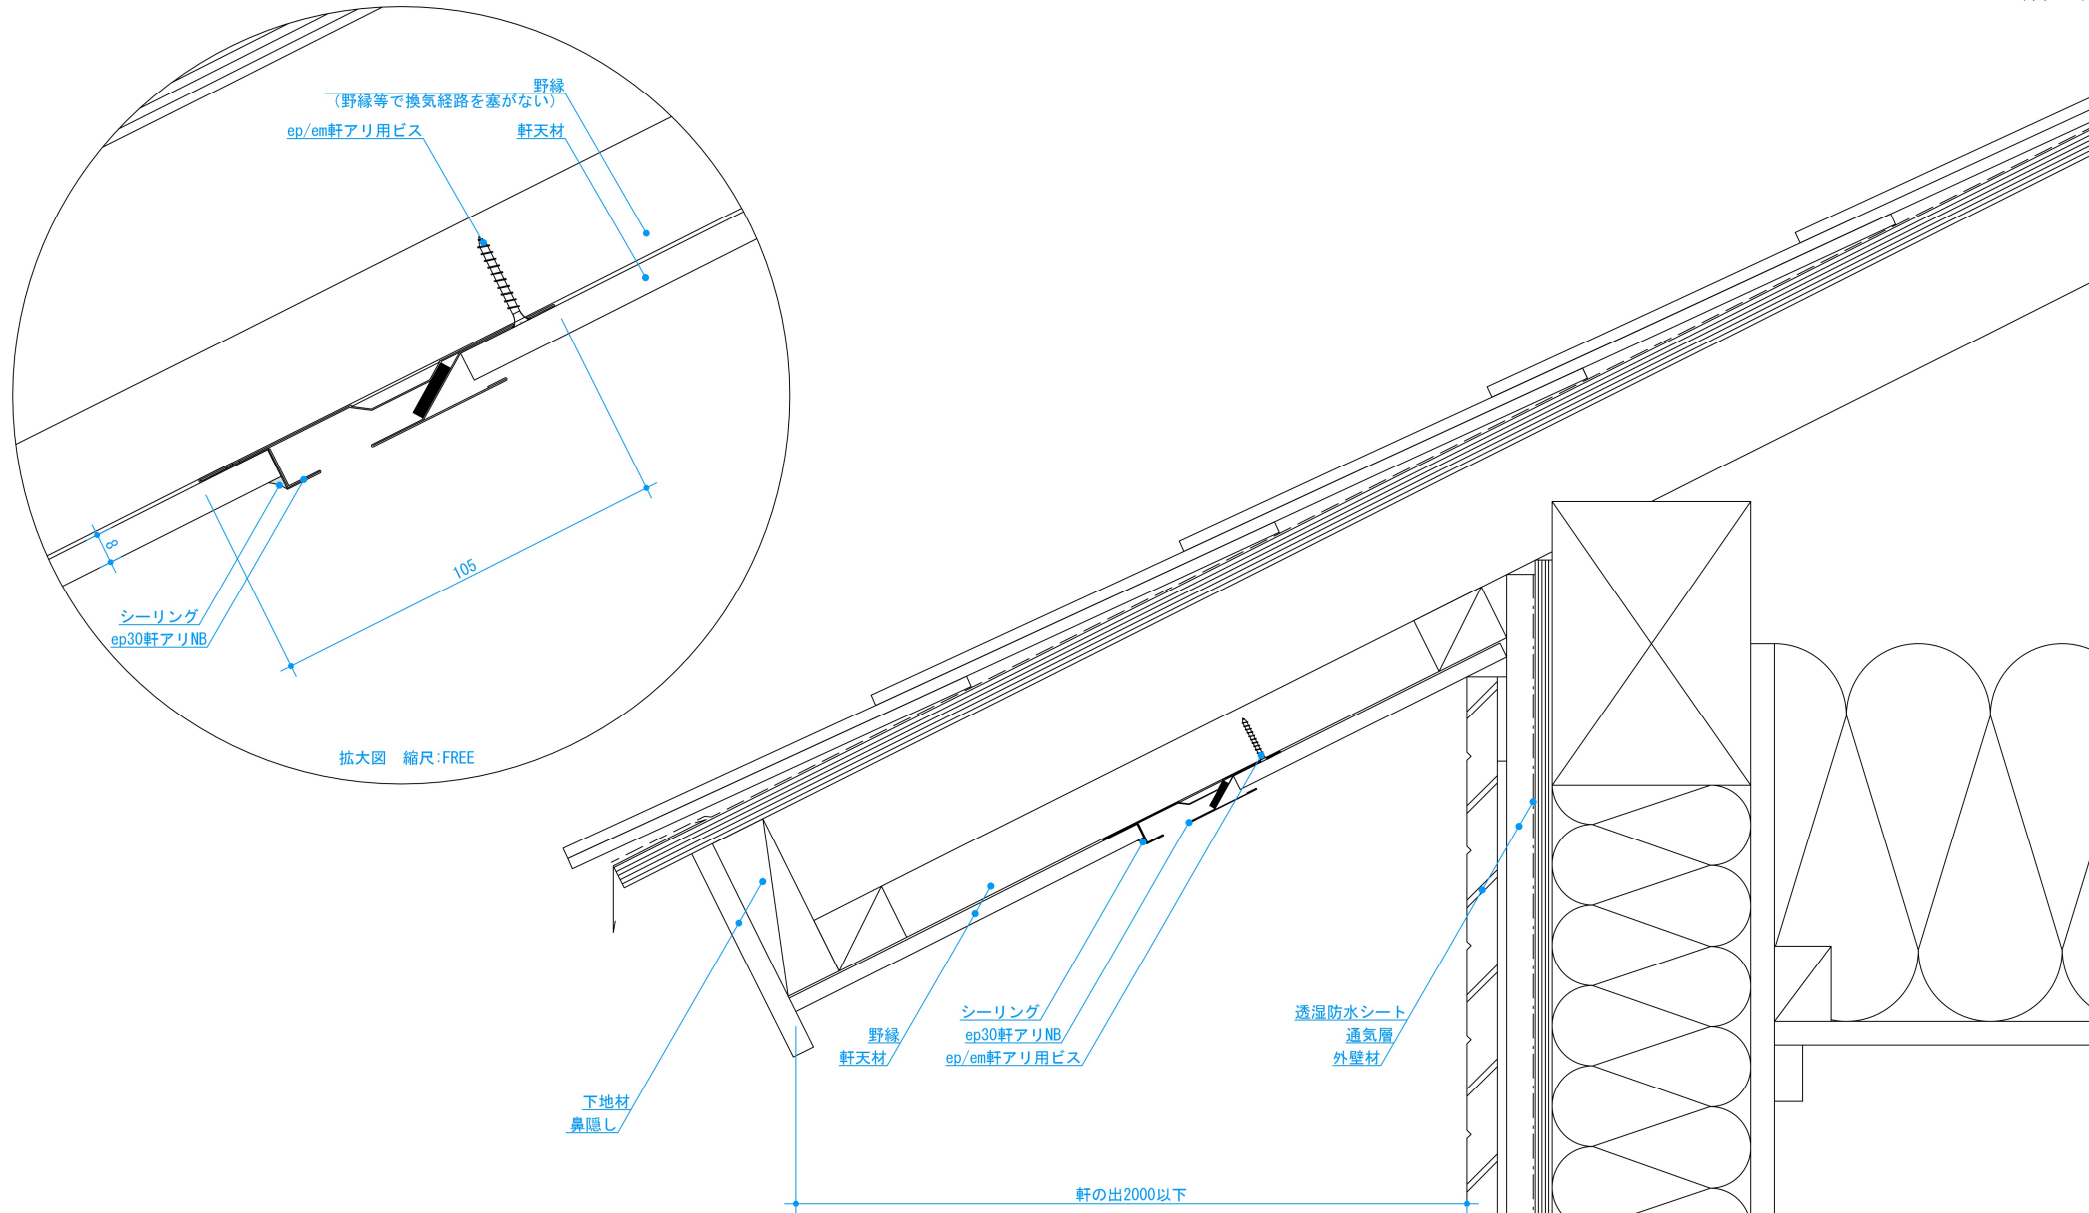 野縁
（野縁等で換気経路を塞がない）
ep/em軒アリ用ビス
軒天材
8
105
シーリング
ep30軒アリNB
拡大図　縮尺:FREE
シーリング
ep30軒アリNB
ep/em軒アリ用ビス
野縁
軒天材
透湿防水シート
通気層
外壁材
下地材
鼻隠し
軒の出2000以下